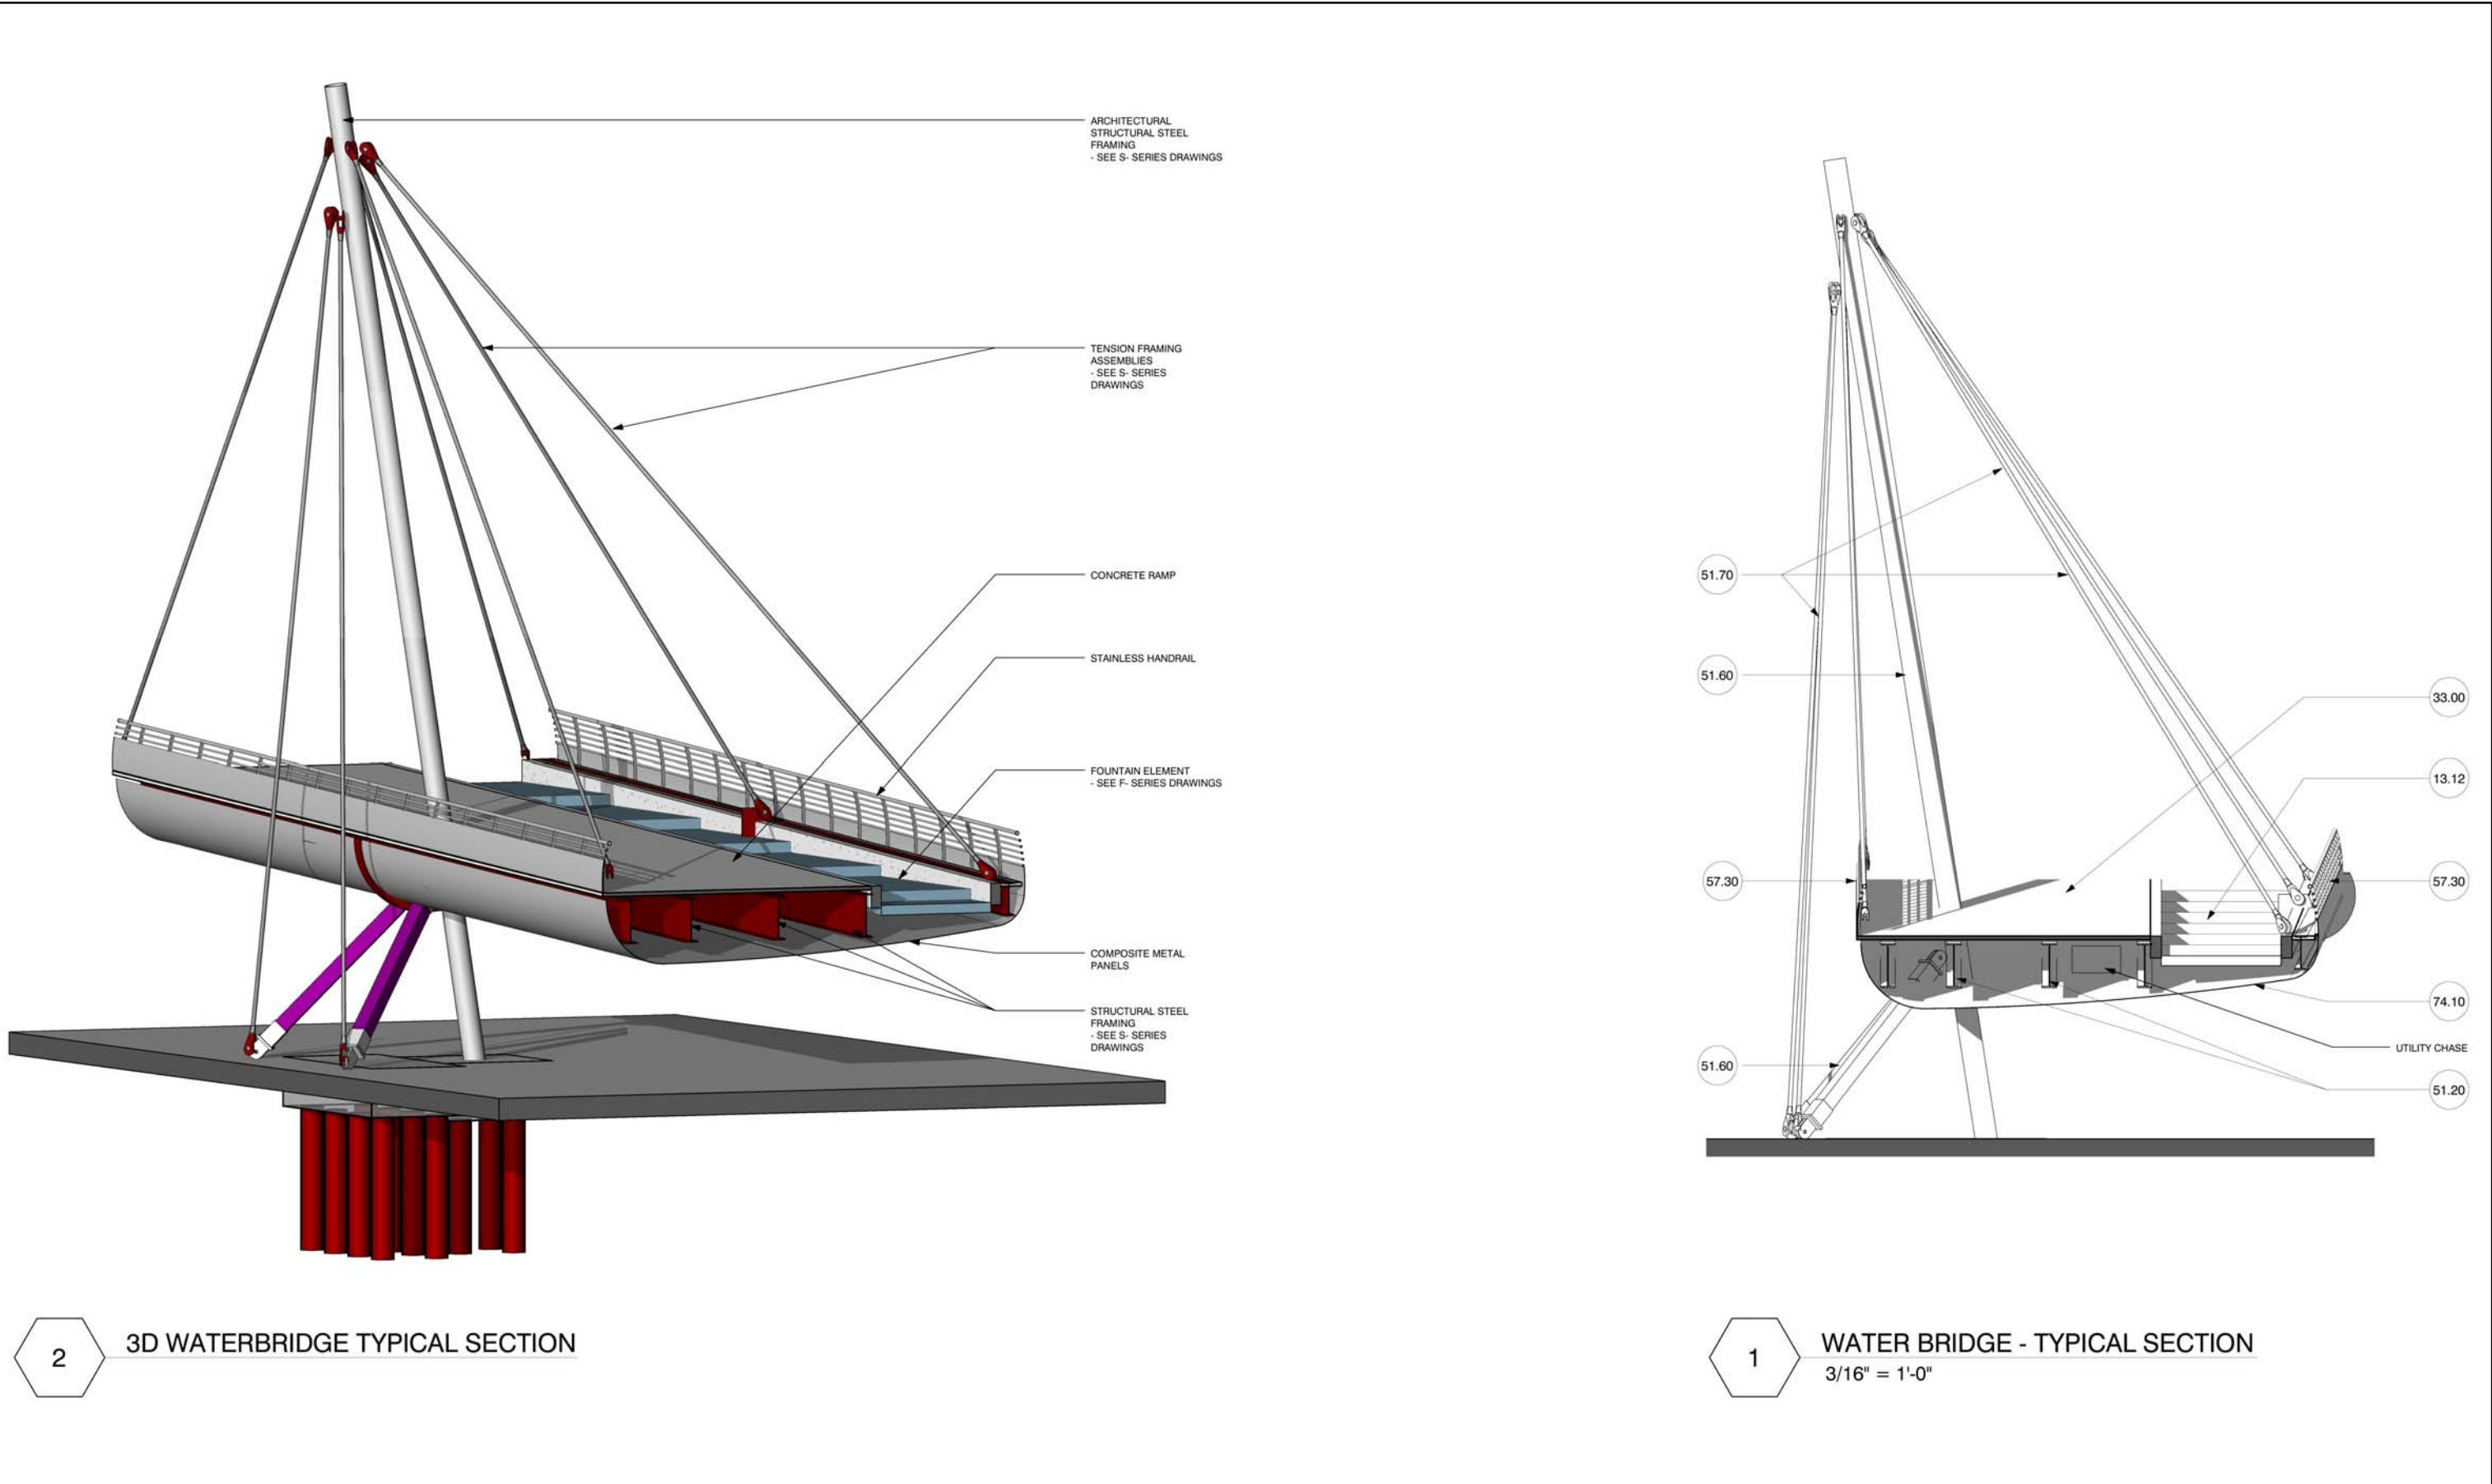 ARCHITECTURAL
STRUCTURAL STEEL
FRAMING
- SEE S- SERIES DRAWINGS
TENSION FRAMING
ASSEMBLIES
- SEE S- SERIES
DRAWINGS
CONCRETE RAMP
STAINLESS HANDRAIL
FOUNTAIN ELEMENT
- SEE F- SERIES DRAWINGS
COMPOSITE METAL
PANELS
STRUCTURAL STEEL
FRAMING
- SEE S- SERIES
DRAWINGS
2
3D WATERBRIDGE TYPICAL SECTION
51.70
51.60
57.30
51.60
33.00
13.12
57.30
74.10
UTILITY CHASE
51.20
1
WATER BRIDGE - TYPICAL SECTION
3/16" = 1'-0"